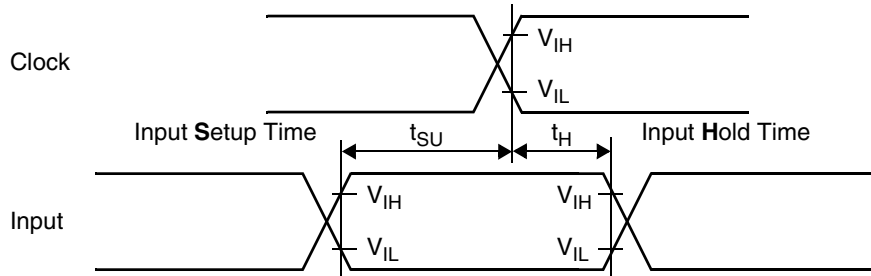 Clock
V_IH
V_IL
Input Setup Time
t_SU
t_H
Input Hold Time
Input
V_IH
V_IH
V_IL
V_IL